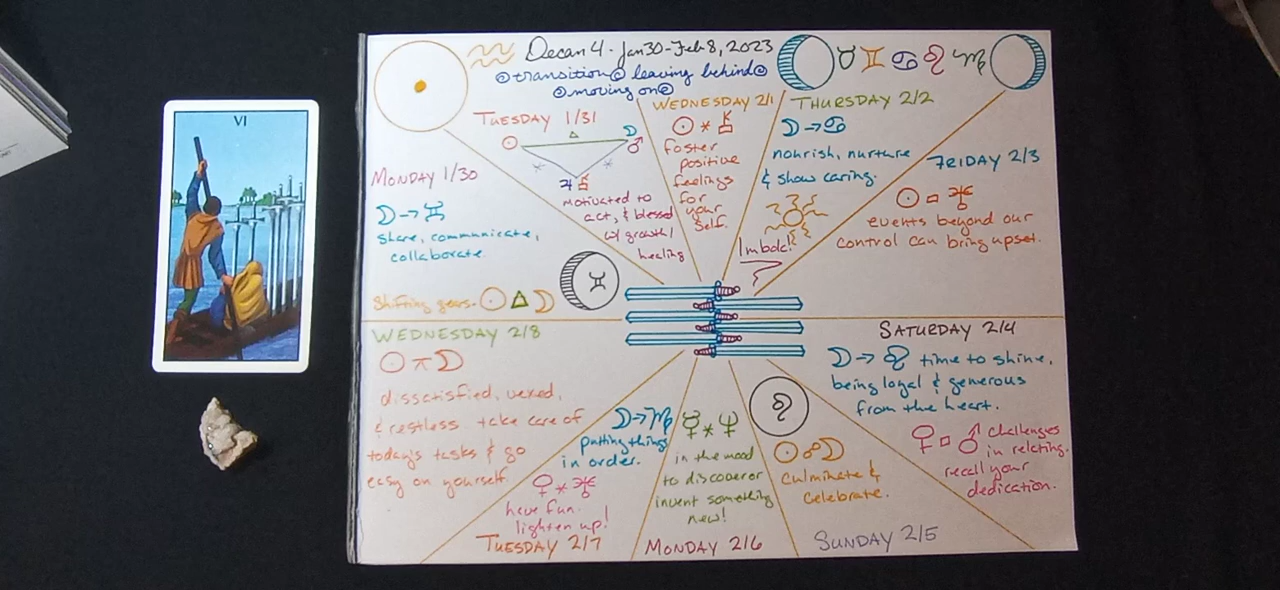 VI
Decan 4 · Jan 30 - Feb 8, 2023
transition leaving behind
moving on
MONDAY 1/30
share, communicate,
collaborate.
Shifting gears.
TUESDAY 1/31
motivated to
act, & blessed
w/ growth/
healing
WEDNESDAY 2/1
foster
positive
feelings
for
your
Self.
THURSDAY 2/2
nourish, nurture
& show caring.
Imbolc!
FRIDAY 2/3
events beyond our
control can bring upset.
SATURDAY 2/4
time to shine,
being loyal & generous
from the heart.
challenges
in relating.
recall your
dedication.
SUNDAY 2/5
culminate &
Celebrate.
MONDAY 2/6
in the mood
to discover or
invent something
new!
TUESDAY 2/7
putting things
in order.
have fun.
lighten up!
WEDNESDAY 2/8
dissatisfied, vexed,
& restless. take care of
today's tasks & go
easy on yourself